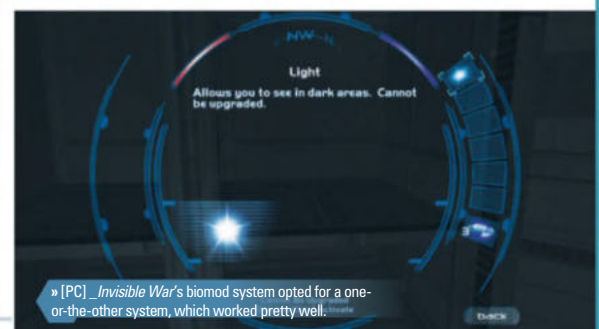 NW
N
Light
Allows you to see in dark areas. Cannot
be upgraded.
3
» [PC] _Invisible War's biomod system opted for a one-
or-the-other system, which worked pretty well.
back